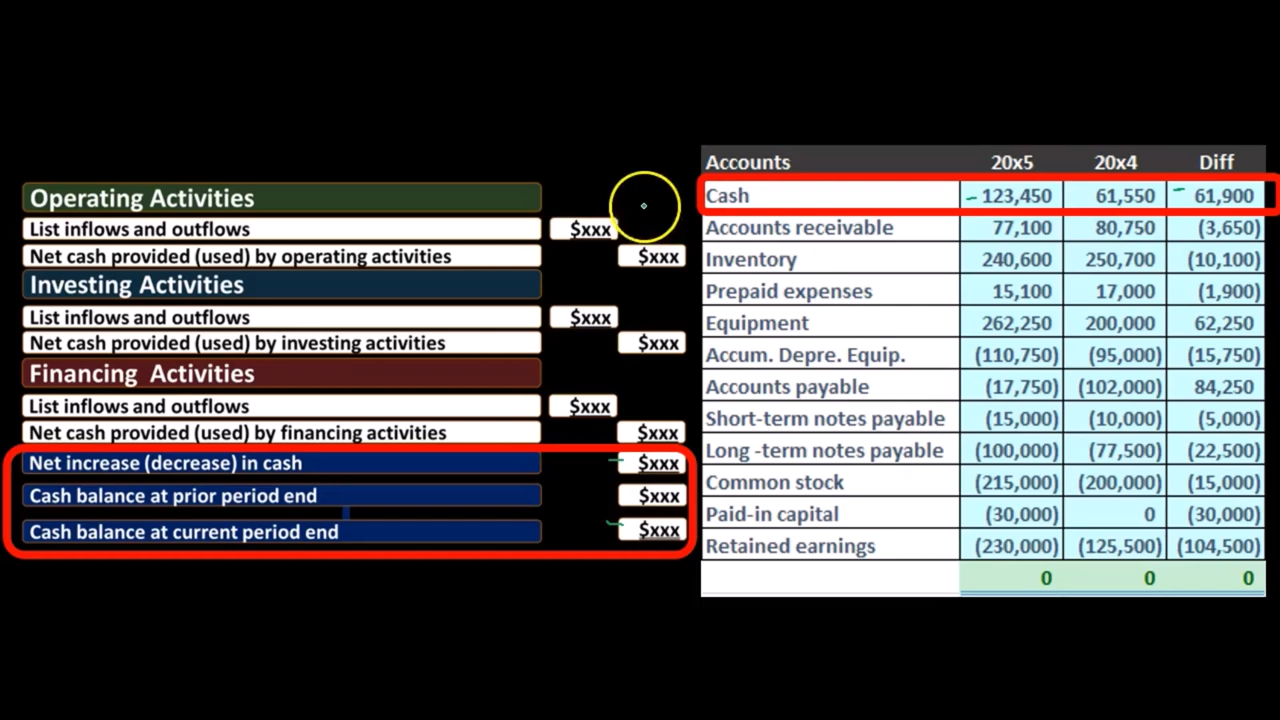 Operating Activities
List inflows and outflows $xxx
Net cash provided (used) by operating activities $xxx
Investing Activities
List inflows and outflows $xxx
Net cash provided (used) by investing activities $xxx
Financing Activities
List inflows and outflows $xxx
Net cash provided (used) by financing activities $xxx
Net increase (decrease) in cash $xxx
Cash balance at prior period end $xxx
Cash balance at current period end $xxx
Accounts 20x5 20x4 Diff
Cash 123,450 61,550 61,900
Accounts receivable 77,100 80,750 (3,650)
Inventory 240,600 250,700 (10,100)
Prepaid expenses 15,100 17,000 (1,900)
Equipment 262,250 200,000 62,250
Accum. Depre. Equip. (110,750) (95,000) (15,750)
Accounts payable (17,750) (102,000) 84,250
Short-term notes payable (15,000) (10,000) (5,000)
Long -term notes payable (100,000) (77,500) (22,500)
Common stock (215,000) (200,000) (15,000)
Paid-in capital (30,000) 0 (30,000)
Retained earnings (230,000) (125,500) (104,500)
0 0 0